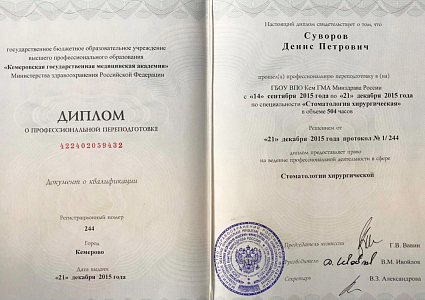 государственное бюджетное образовательное учреждение
высшего профессионального образования
«Кемеровская государственная медицинская академия»
Министерства здравоохранения Российской Федерации
ДИПЛОМ
О ПРОФЕССИОНАЛЬНОЙ ПЕРЕПОДГОТОВКЕ
422402059432
Документ о квалификации
Регистрационный номер
244
Город
Кемерово
Дата выдачи
«21» декабря 2015 года
Настоящий диплом свидетельствует о том, что
Суворов
Денис Петрович
прошёл(а) профессиональную переподготовку в (на)
ГБОУ ВПО Кем ГМА Минздрава России
с «14» сентября 2015 года по «21» декабря 2015 года
по специальности «Стоматология хирургическая»
в объеме 504 часов
Решением от
«21» декабря 2015 года протокол № 1/ 244
диплом предоставляет право
на ведение профессиональной деятельности в сфере
Стоматологии хирургической
Председатель комиссии
Г.В. Вавин
Руководитель
В.М. Ивойлов
Секретарь
В.З. Александрова